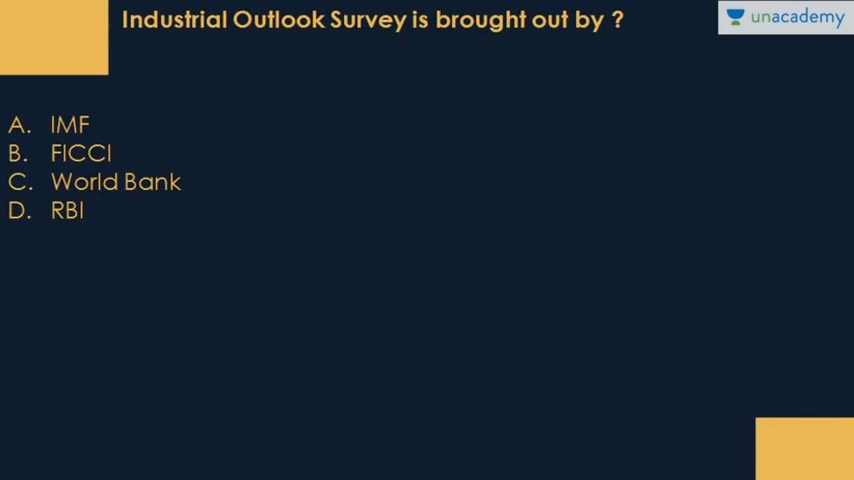 Industrial Outlook Survey is brought out by ?
unacademy
A. IMF
B. FICCI
C. World Bank
D. RBI